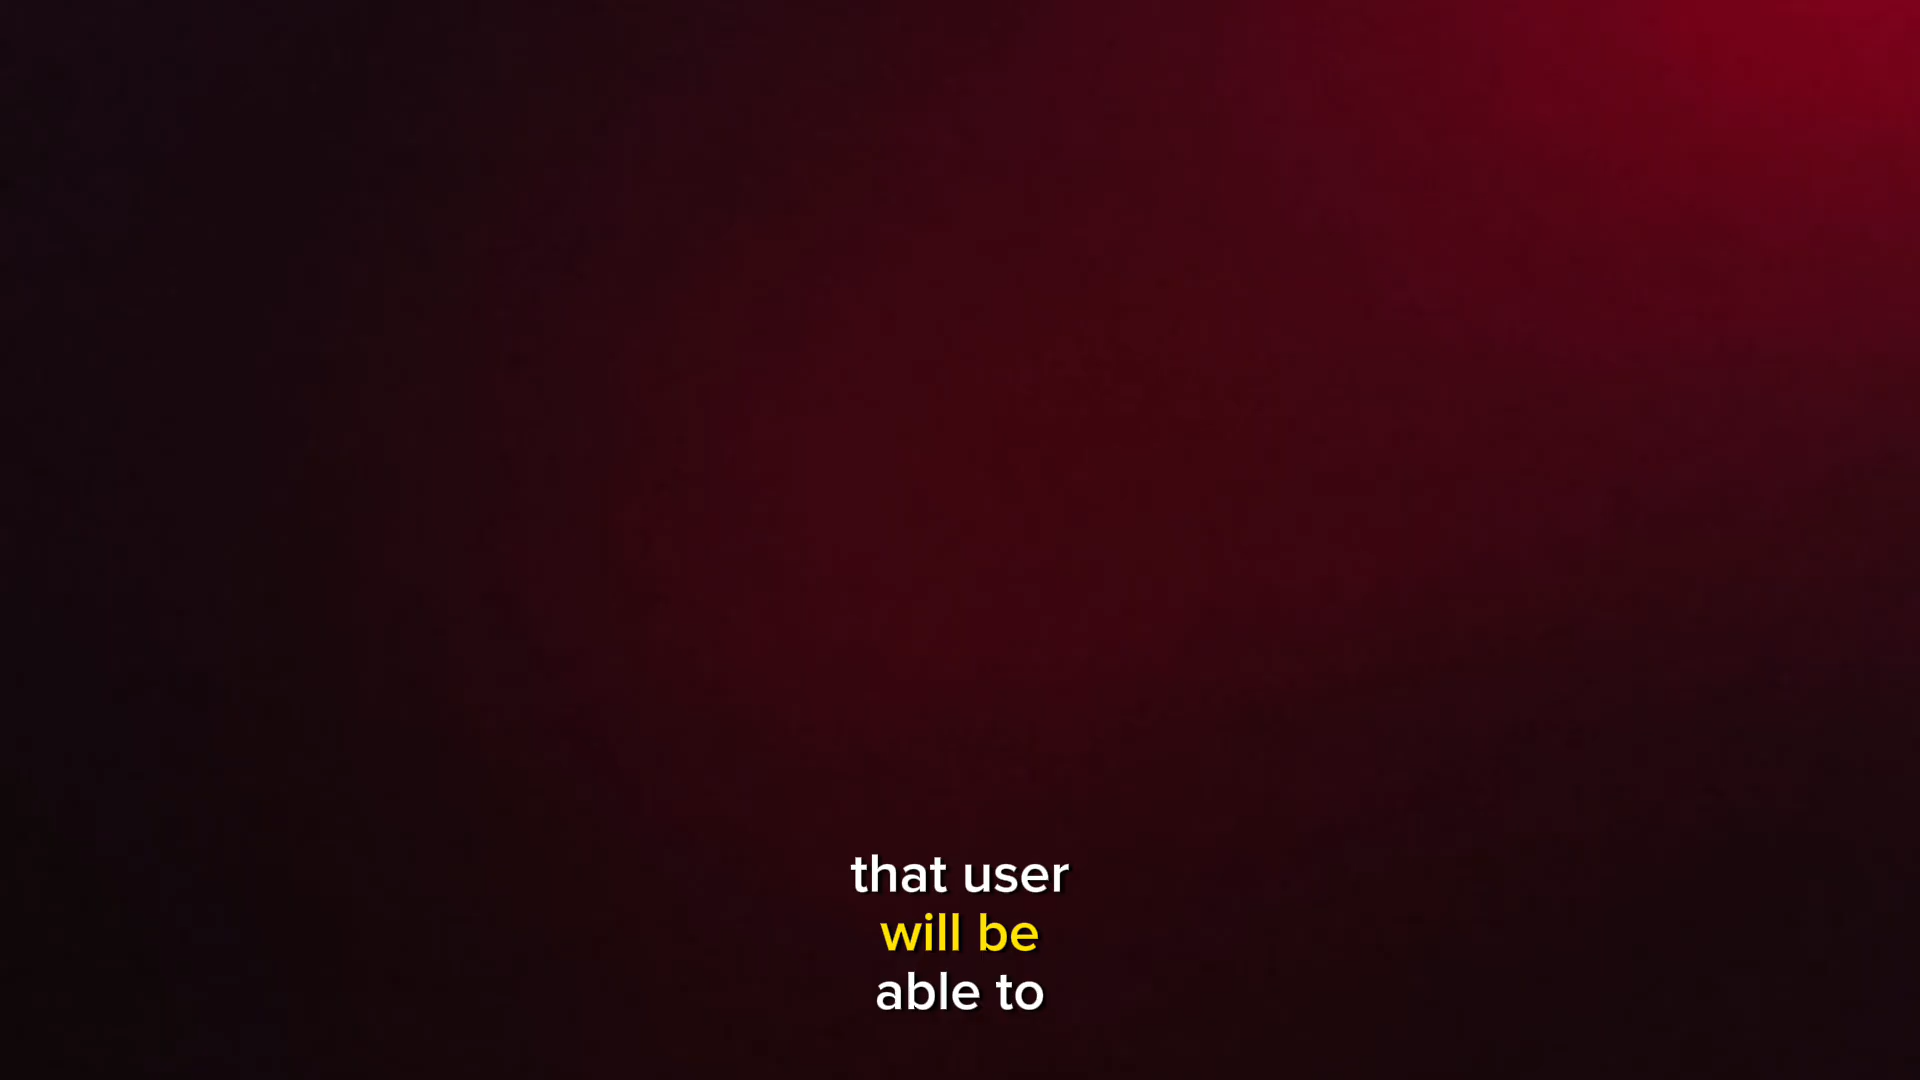 that user
will be
able to